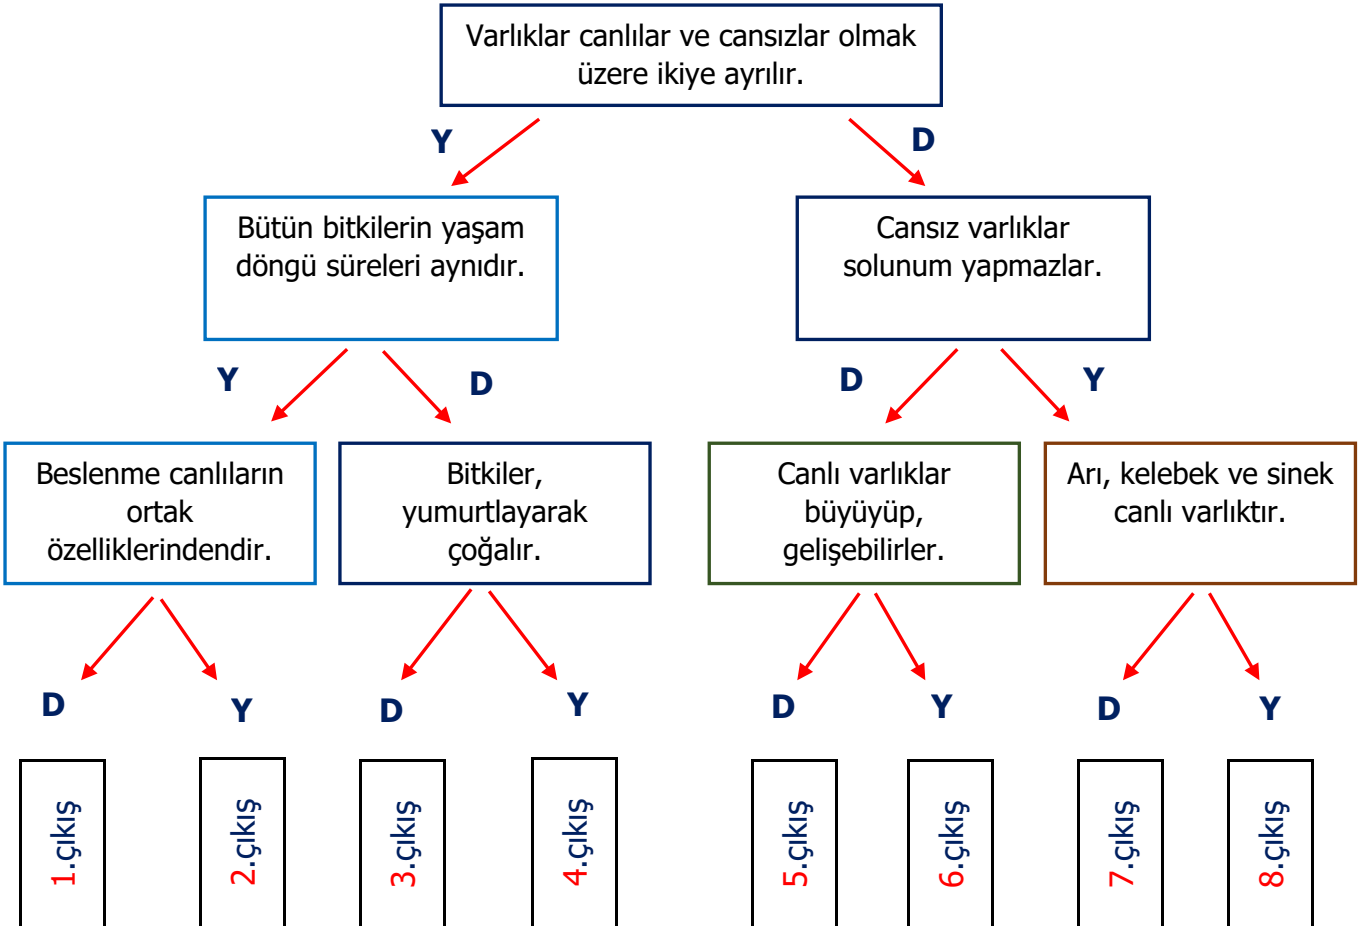 Varlıklar canlılar ve cansızlar olmak
üzere ikiye ayrılır.
Y
D
Bütün bitkilerin yaşam
döngü süreleri aynıdır.
Cansız varlıklar
solunum yapmazlar.
Y
D
D
Y
Beslenme canlıların
ortak
özelliklerindendir.
Bitkiler,
yumurtlayarak
çoğalır.
Canlı varlıklar
büyüyüp,
gelişebilirler.
Arı, kelebek ve sinek
canlı varlıktır.
D
Y
D
Y
D
Y
D
Y
1.çıkış
2.çıkış
3.çıkış
4.çıkış
5.çıkış
6.çıkış
7.çıkış
8.çıkış